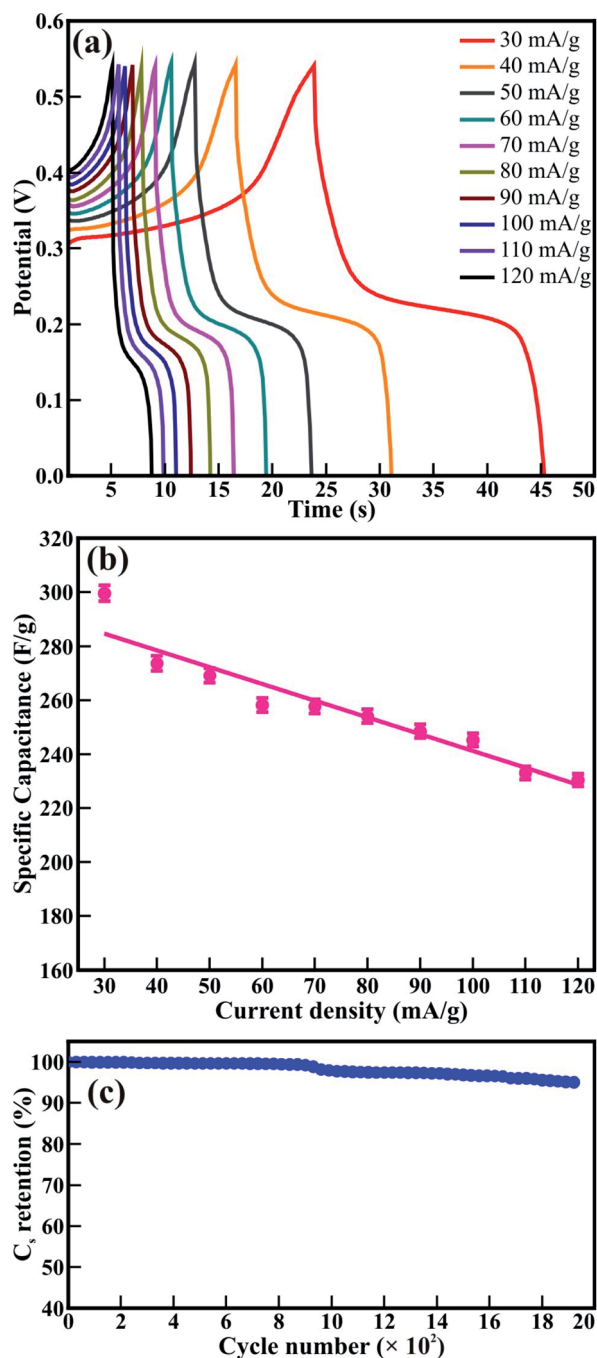 (a)
30 mA/g
40 mA/g
50 mA/g
60 mA/g
70 mA/g
80 mA/g
90 mA/g
100 mA/g
110 mA/g
120 mA/g
0.6
0.5
0.4
0.3
0.2
0.1
0.0
Potential (V)
5 10 15 20 25 30 35 40 45 50
Time (s)
(b)
320
300
280
260
240
220
200
180
160
Specific Capacitance (F/g)
30 40 50 60 70 80 90 100 110 120
Current density (mA/g)
(c)
100
90
80
70
60
50
40
Cₛ retention (%)
0 2 4 6 8 10 12 14 16 18 20
Cycle number (× 10²)